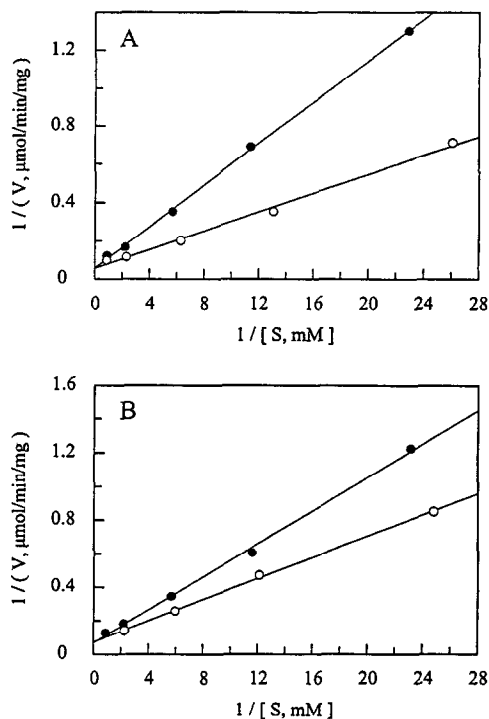 A
1.2
0.8
0.4
0
1 / ( V, μmol/min/mg)
0 4 8 12 16 20 24 28
1 / [ S, mM ]
B
1.6
1.2
0.8
0.4
0
1 / ( V, μmol/min/mg)
0 4 8 12 16 20 24 28
1 / [ S, mM ]